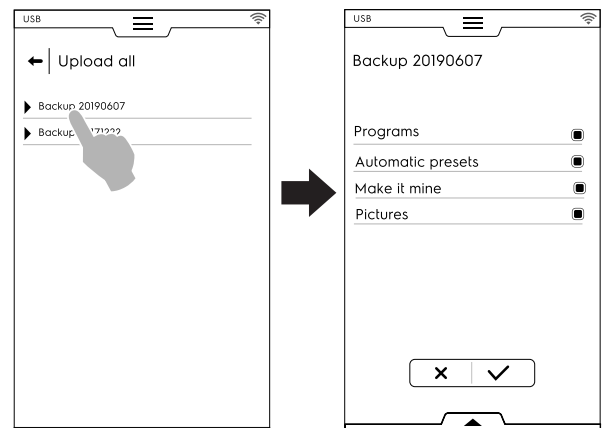 USB
Upload all
Backup 20190607
Backup
USB
Backup 20190607
Programs
Automatic presets
Make it mine
Pictures